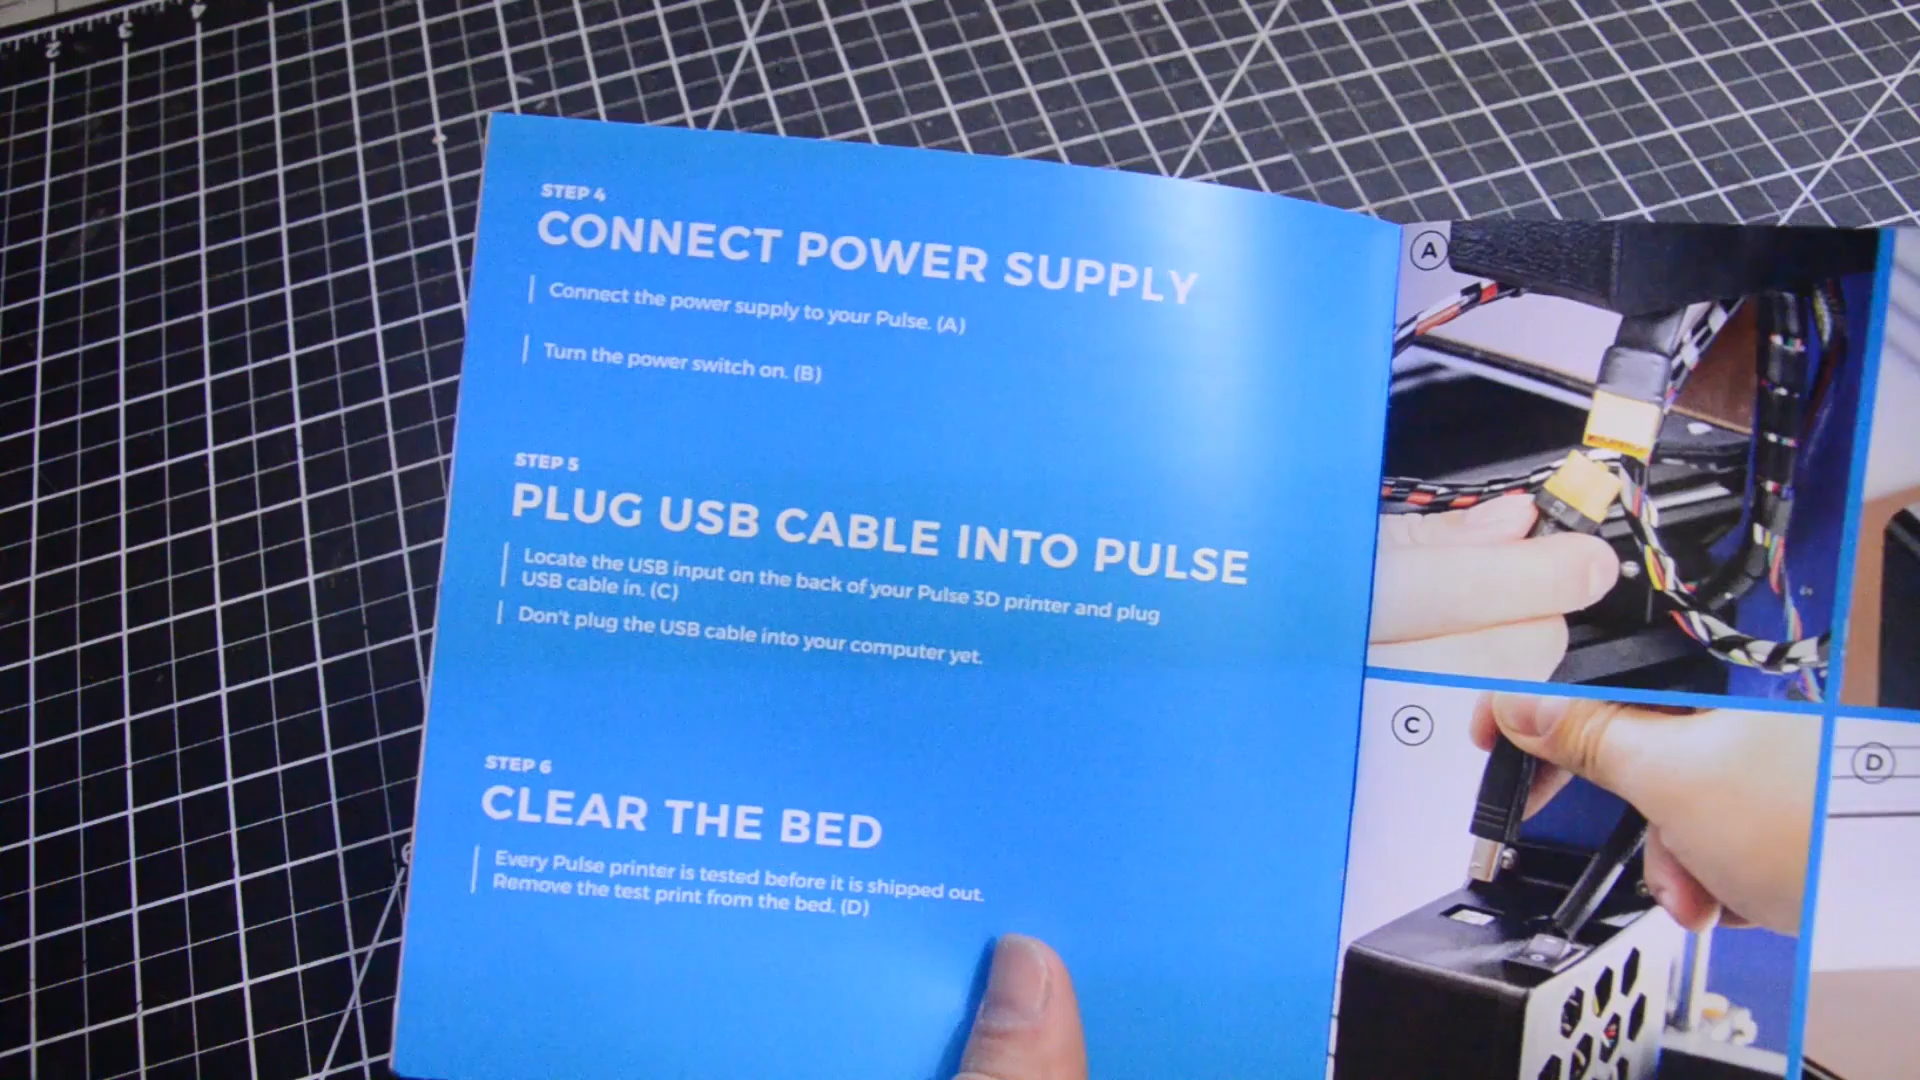 2
3
4
STEP 4
CONNECT POWER SUPPLY
Connect the power supply to your Pulse. (A)
Turn the power switch on. (B)
STEP 5
PLUG USB CABLE INTO PULSE
Locate the USB input on the back of your Pulse 3D printer and plug
USB cable in. (C)
Don't plug the USB cable into your computer yet.
STEP 6
CLEAR THE BED
Every Pulse printer is tested before it is shipped out.
Remove the test print from the bed. (D)
A
C
D